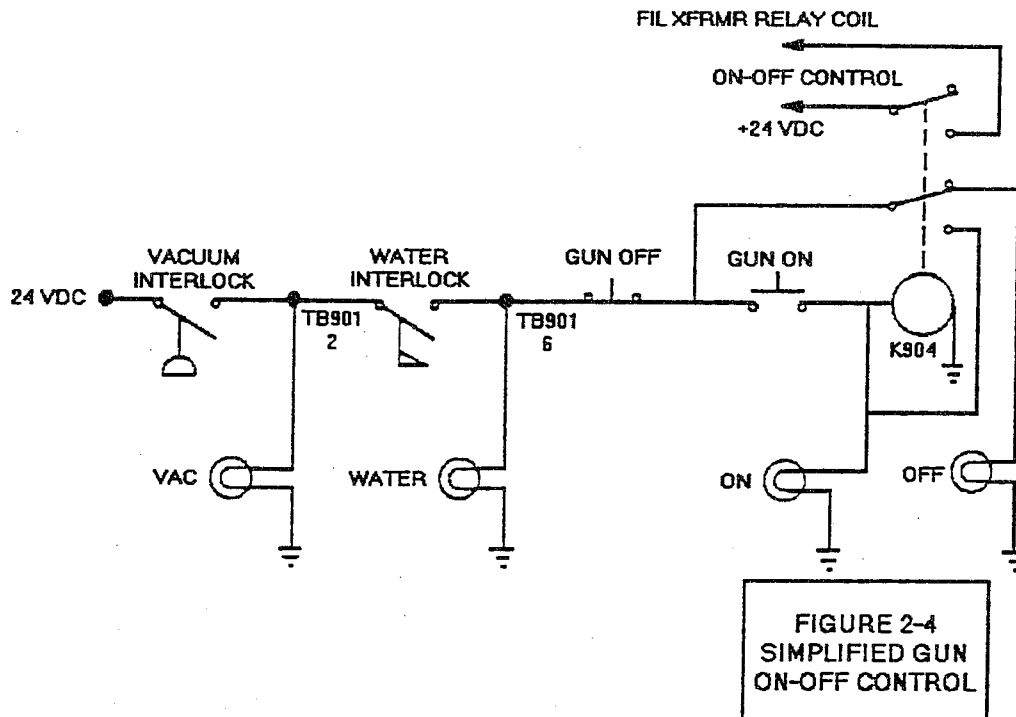 FIL XFRMR RELAY COIL
ON-OFF CONTROL
+24 VDC
VACUUM
INTERLOCK
WATER
INTERLOCK
GUN OFF
GUN ON
24 VDC
TB901
2
TB901
6
K904
VAC
WATER
ON
OFF
FIGURE 2-4
SIMPLIFIED GUN
ON-OFF CONTROL